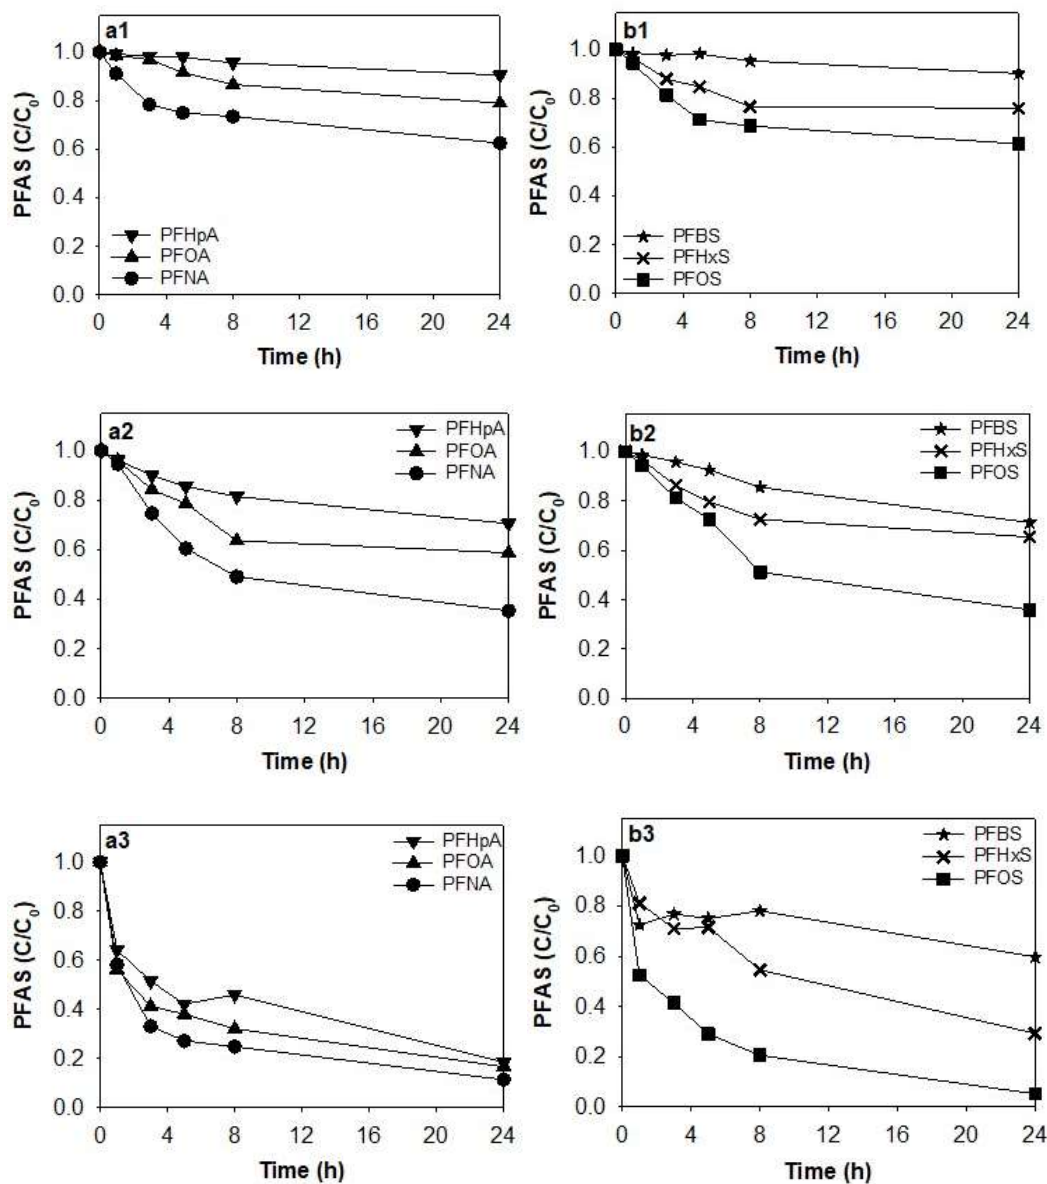 a1
PFAS (C/C₀)
1.0
0.8
0.6
0.4
0.2
0.0
PFHpA
PFOA
PFNA
0 4 8 12 16 20 24
Time (h)
b1
PFAS (C/C₀)
1.0
0.8
0.6
0.4
0.2
0.0
PFBS
PFHxS
PFOS
0 4 8 12 16 20 24
Time (h)
a2
PFHpA
PFOA
PFNA
PFAS (C/C₀)
1.0
0.8
0.6
0.4
0.2
0.0
0 4 8 12 16 20 24
Time (h)
b2
PFBS
PFHxS
PFOS
PFAS (C/C₀)
1.0
0.8
0.6
0.4
0.2
0.0
0 4 8 12 16 20 24
Time (h)
a3
PFHpA
PFOA
PFNA
PFAS (C/C₀)
1.0
0.8
0.6
0.4
0.2
0.0
0 4 8 12 16 20 24
Time (h)
b3
PFBS
PFHxS
PFOS
PFAS (C/C₀)
1.0
0.8
0.6
0.4
0.2
0.0
0 4 8 12 16 20 24
Time (h)